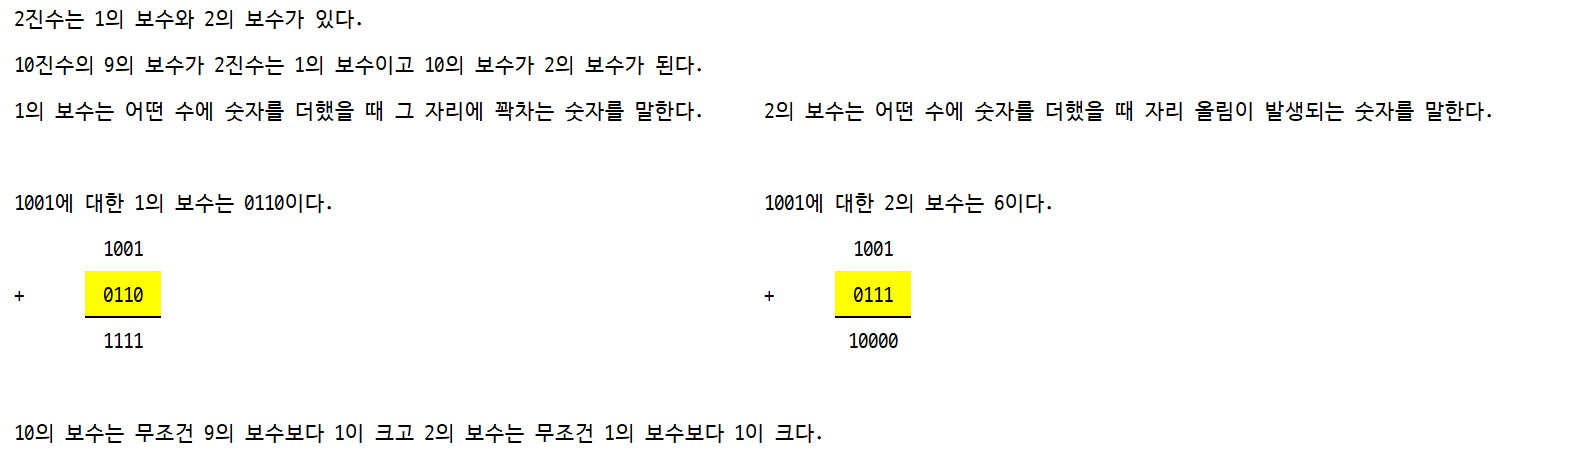 2진수는 1의 보수와 2의 보수가 있다.
10진수의 9의 보수가 2진수는 1의 보수이고 10의 보수가 2의 보수가 된다.
1의 보수는 어떤 수에 숫자를 더했을 때 그 자리에 꽉차는 숫자를 말한다.
2의 보수는 어떤 수에 숫자를 더했을 때 자리 올림이 발생되는 숫자를 말한다.
1001에 대한 1의 보수는 0110이다.
1001
+ 0110
1111
1001에 대한 2의 보수는 6이다.
1001
+ 0111
10000
10의 보수는 무조건 9의 보수보다 1이 크고 2의 보수는 무조건 1의 보수보다 1이 크다.